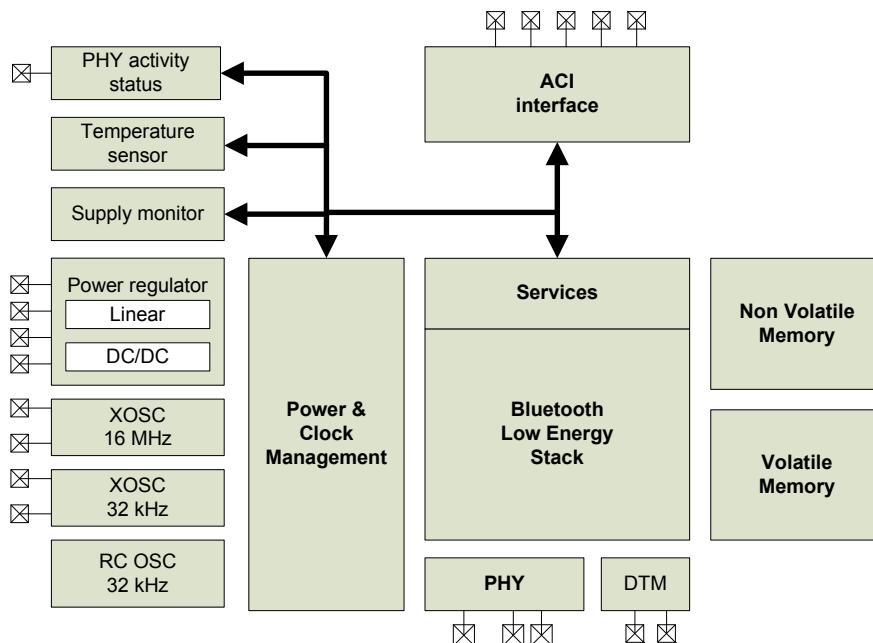 PHY activity
status
ACI
interface
Temperature
sensor
Supply monitor
Power regulator
Linear
DC/DC
XOSC
16 MHz
XOSC
32 kHz
RC OSC
32 kHz
Power &
Clock
Management
Services
Bluetooth
Low Energy
Stack
Non Volatile
Memory
Volatile
Memory
PHY
DTM